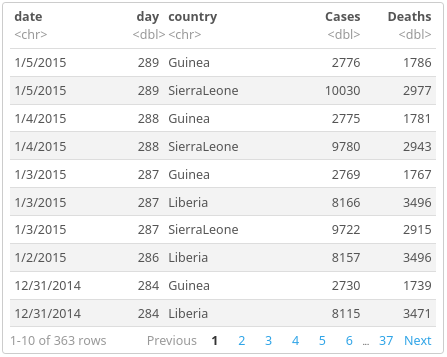 date day country Cases Deaths
<chr> <dbl> <chr> <dbl> <dbl>
1/5/2015 289 Guinea 2776 1786
1/5/2015 289 SierraLeone 10030 2977
1/4/2015 288 Guinea 2775 1781
1/4/2015 288 SierraLeone 9780 2943
1/3/2015 287 Guinea 2769 1767
1/3/2015 287 Liberia 8166 3496
1/3/2015 287 SierraLeone 9722 2915
1/2/2015 286 Liberia 8157 3496
12/31/2014 284 Guinea 2730 1739
12/31/2014 284 Liberia 8115 3471
1-10 of 363 rows Previous 1 2 3 4 5 6 ... 37 Next